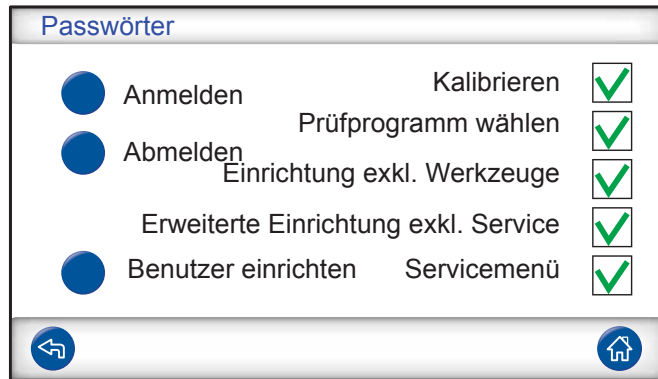 Passwörter
Kalibrieren
Anmelden
Prüfprogramm wählen
Abmelden
Einrichtung exkl. Werkzeuge
Erweiterte Einrichtung exkl. Service
Benutzer einrichten Servicemenü